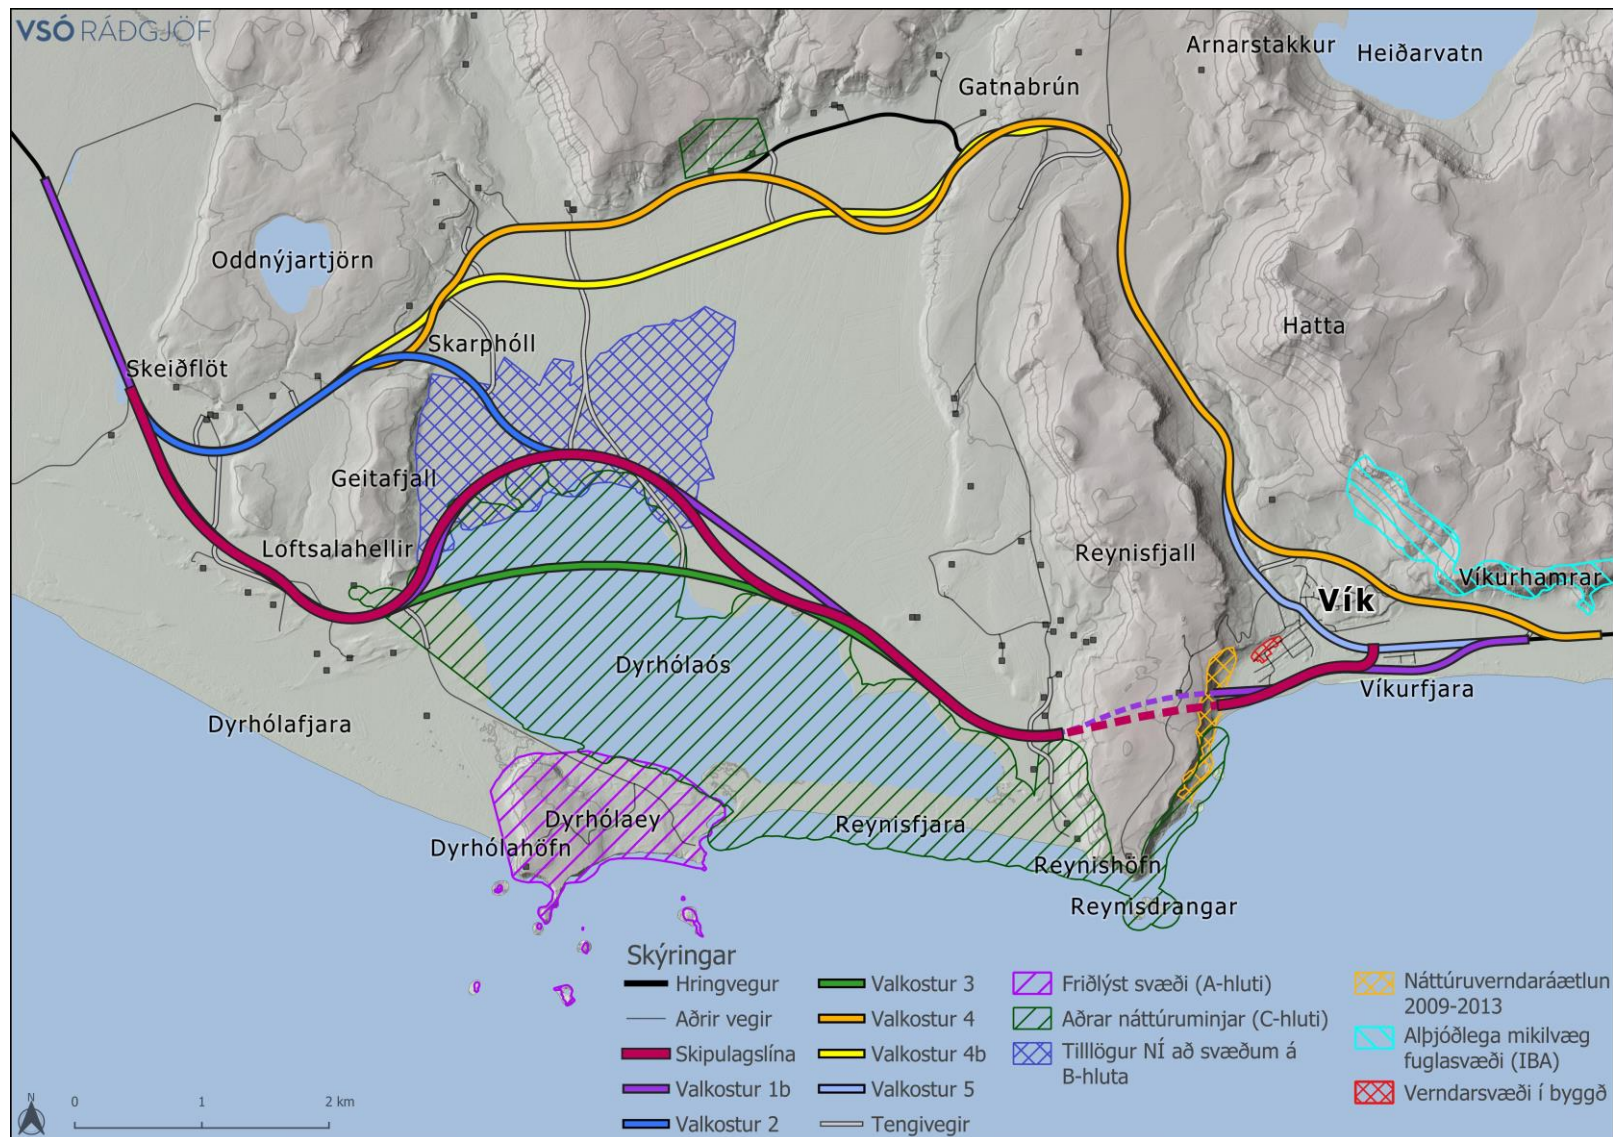 VSÓ RÁÐGJÖF
Arnarstakkur
Heiðarvatn
Gatnabrún
Oddnýjartjörn
Hatta
Skarphóll
Skeiðflöt
Geitafjall
Loftsalahellir
Reynisfjall
Víkurhamrar
Vík
Dyrhólaós
Víkurfjara
Dyrhólafjara
Dyrhólaey
Reynisfjara
Dyrhólahöfn
Reynishöfn
Reynisdrangar
Skýringar
Hringvegur
Aðrir vegir
Skipulagslína
Valkostur 1b
Valkostur 2
Valkostur 3
Valkostur 4
Valkostur 4b
Valkostur 5
Tengivegir
Friðlýst svæði (A-hluti)
Aðrar náttúruminjar (C-hluti)
Tilllögur NÍ að svæðum á
B-hluta
Náttúruverndaráætlun
2009-2013
Alþjóðlega mikilvæg
fuglasvæði (IBA)
Verndarsvæði í byggð
N
0 1 2 km